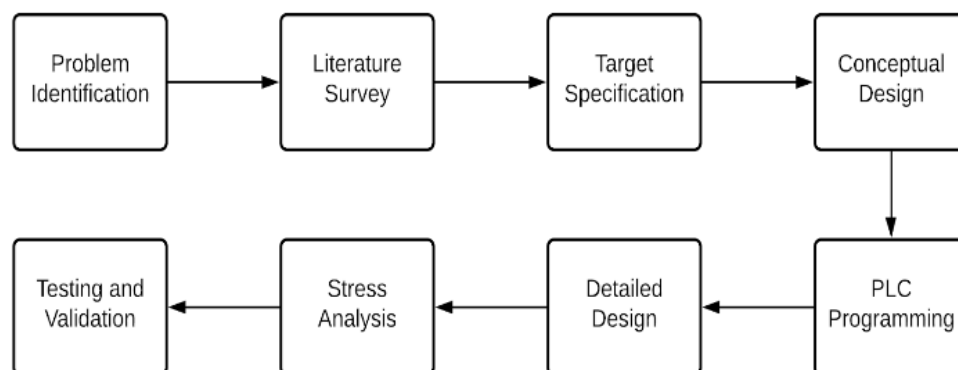 Problem
Identification
Literature
Survey
Target
Specification
Conceptual
Design
PLC
Programming
Detailed
Design
Stress
Analysis
Testing and
Validation